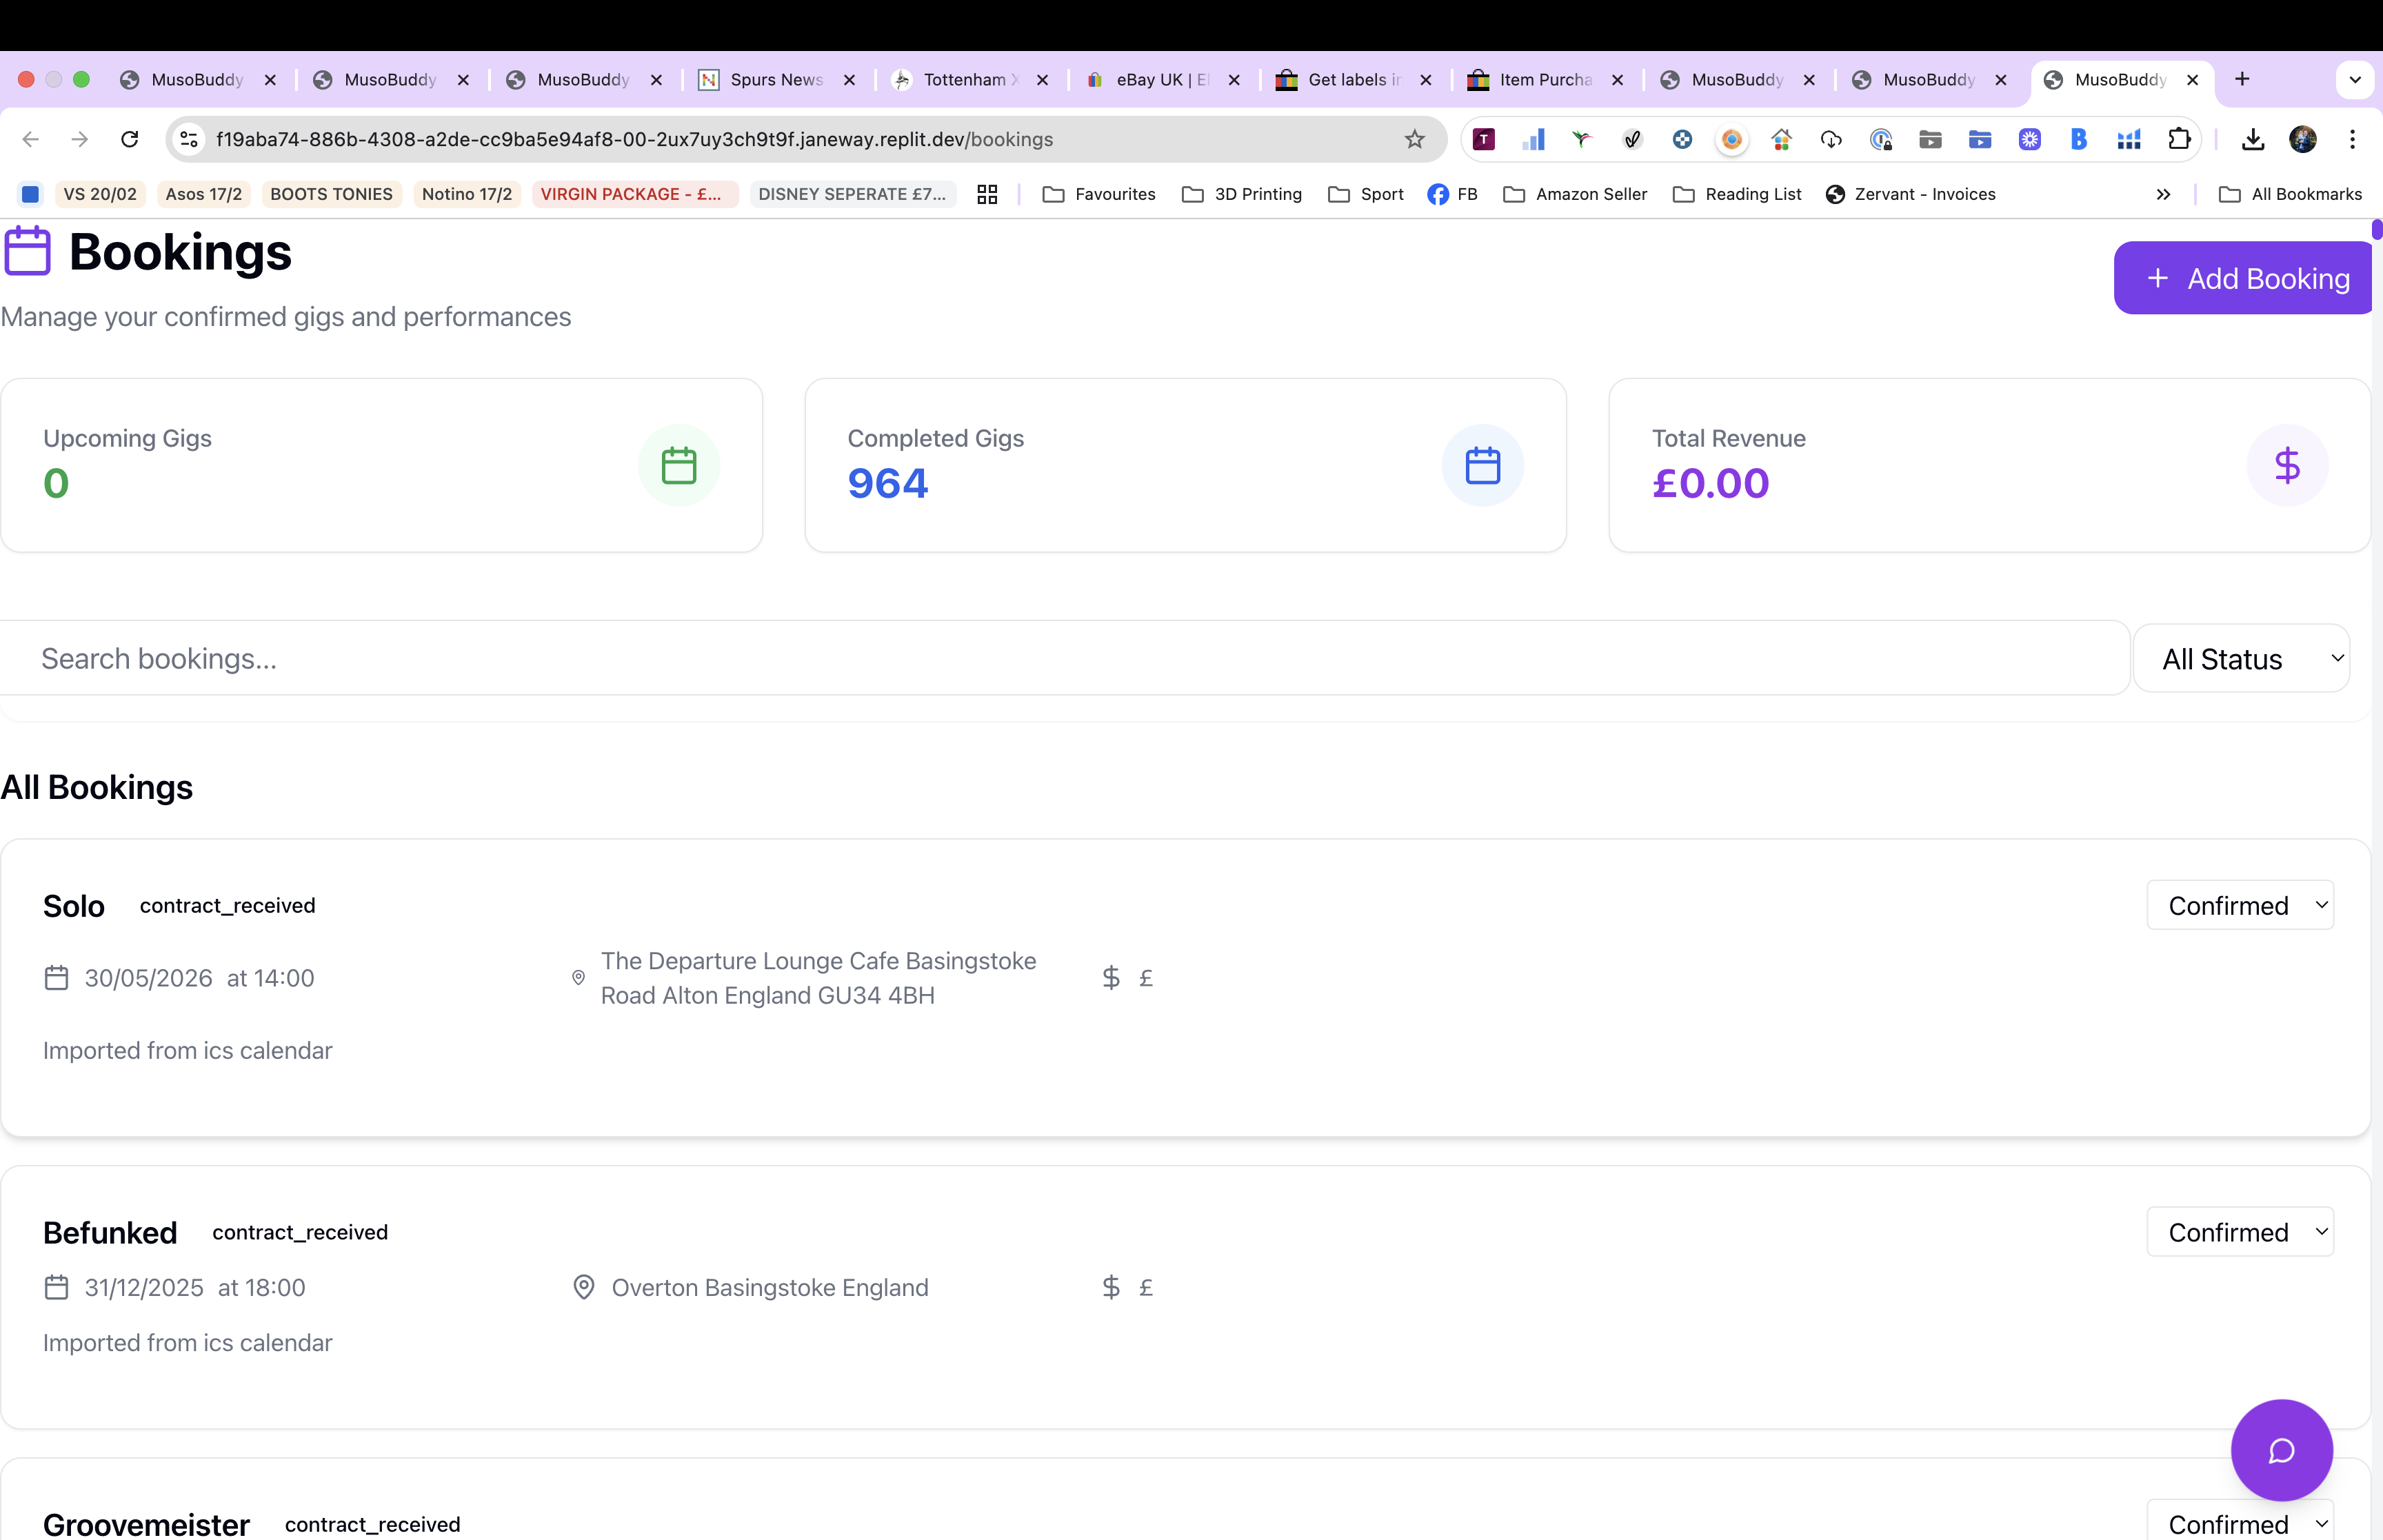 MusoBuddy
MusoBuddy
MusoBuddy
Spurs News
Tottenham
eBay UK | El
Get labels in
Item Purcha
MusoBuddy
MusoBuddy
MusoBuddy
f19aba74-886b-4308-a2de-cc9ba5e94af8-00-2ux7uy3ch9t9f.janeway.replit.dev/bookings
VS 20/02
Asos 17/2
BOOTS TONIES
Notino 17/2
VIRGIN PACKAGE - £...
DISNEY SEPERATE £7...
Favourites
3D Printing
Sport
FB
Amazon Seller
Reading List
Zervant - Invoices
All Bookmarks
Bookings
+ Add Booking
Manage your confirmed gigs and performances
Upcoming Gigs
0
Completed Gigs
964
Total Revenue
£0.00
$
Search bookings...
All Status
All Bookings
Solo contract_received
Confirmed
30/05/2026 at 14:00
The Departure Lounge Cafe Basingstoke
Road Alton England GU34 4BH
$ £
Imported from ics calendar
Befunked contract_received
Confirmed
31/12/2025 at 18:00
Overton Basingstoke England
$ £
Imported from ics calendar
Groovemeister contract_received
Confirmed